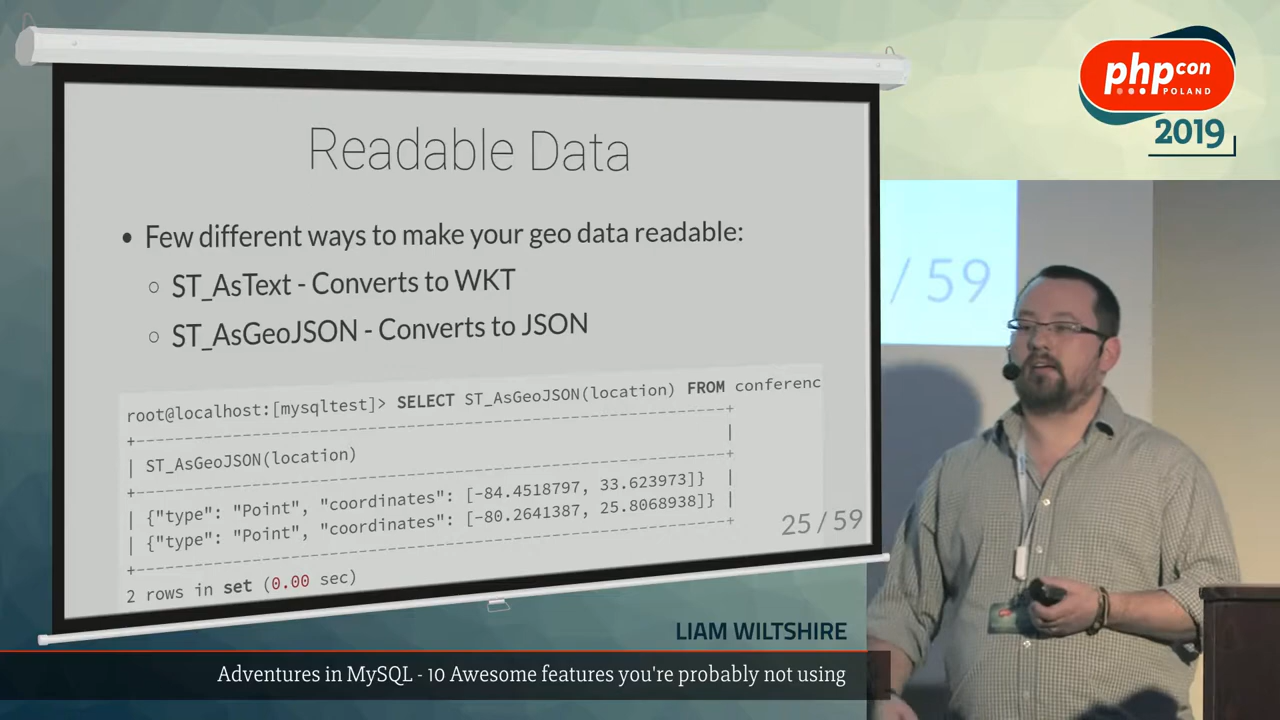 Readable Data
• Few different ways to make your geo data readable:
○ ST_AsText - Converts to WKT
○ ST_AsGeoJSON - Converts to JSON
root@localhost:[mysqltest]> SELECT ST_AsGeoJSON(location) FROM conferenc
+-----------------------------------------------------------+
| ST_AsGeoJSON(location) |
+-----------------------------------------------------------+
| {"type": "Point", "coordinates": [-84.4518797, 33.623973]} |
| {"type": "Point", "coordinates": [-80.2641387, 25.8068938]} |
+-----------------------------------------------------------+
2 rows in set (0.00 sec)
25 / 59
phpcon
POLAND
2019
/ 59
LIAM WILTSHIRE
Adventures in MySQL - 10 Awesome features you're probably not using